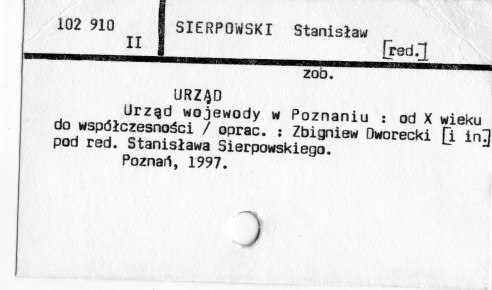 102 910
II
SIERPOWSKI Stanisław
[red.]
zob.
URZĄD
Urząd wojewody w Poznaniu : od X wieku
do współczesności / oprac. : Zbigniew Dworecki [i in.]
pod red. Stanisława Sierpowskiego.
Poznań, 1997.